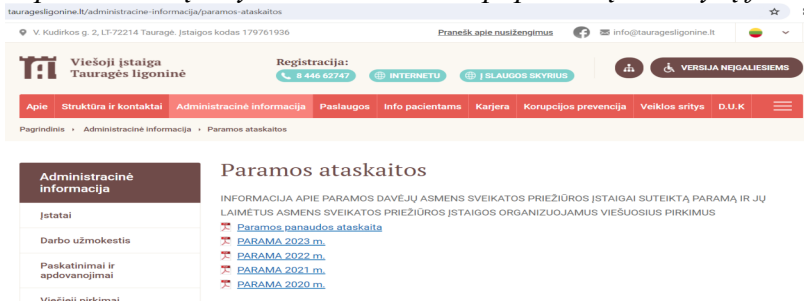 tauragesligonine.lt/administracine-informacija/paramos-ataskaitos
V. Kudirkos g. 2, LT-72214 Tauragė. Įstaigos kodas 179761936
Pranešk apie nusižengimus
info@tauragesligonine.lt
Viešoji įstaiga
Tauragės ligoninė
Registracija:
8 446 62747
INTERNETU
Į SLAUGOS SKYRIUS
VERSIJA NEĮGALIESIEMS
Apie Struktūra ir kontaktai Administracinė informacija Paslaugos Info pacientams Karjera Korupcijos prevencija Veiklos sritys D.U.K
Pagrindinis › Administracinė informacija › Paramos ataskaitos
Administracinė
informacija
Įstatai
Darbo užmokestis
Paskatinimai ir
apdovanojimai
Viešieji pirkimai
Paramos ataskaitos
INFORMACIJA APIE PARAMOS DAVĖJŲ ASMENS SVEIKATOS PRIEŽIŪROS ĮSTAIGAI SUTEIKTĄ PARAMĄ IR JŲ
LAIMĖTUS ASMENS SVEIKATOS PRIEŽIŪROS ĮSTAIGOS ORGANIZUOJAMUS VIEŠUOSIUS PIRKIMUS
Paramos panaudos ataskaita
PARAMA 2023 m.
PARAMA 2022 m.
PARAMA 2021 m.
PARAMA 2020 m.